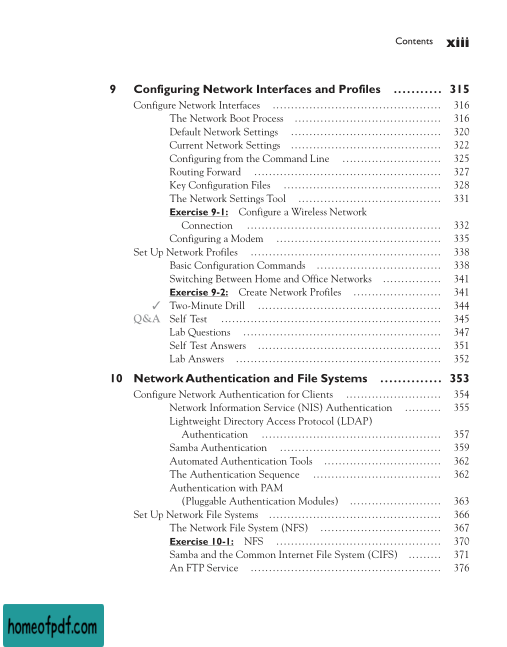 Contents xiii
9 Configuring Network Interfaces and Profiles ........... 315
Configure Network Interfaces ........................................... 316
The Network Boot Process ...................................... 316
Default Network Settings ....................................... 320
Current Network Settings ....................................... 322
Configuring from the Command Line .......................... 325
Routing Forward ................................................ 327
Key Configuration Files ......................................... 328
The Network Settings Tool ..................................... 331
Exercise 9-1: Configure a Wireless Network
Connection .................................................. 332
Configuring a Modem .......................................... 335
Set Up Network Profiles ................................................. 338
Basic Configuration Commands ................................ 338
Switching Between Home and Office Networks ............... 341
Exercise 9-2: Create Network Profiles ....................... 341
✓ Two-Minute Drill ............................................... 344
Q&A Self Test ......................................................... 345
Lab Questions ................................................... 347
Self Test Answers ............................................... 351
Lab Answers ..................................................... 352
10 Network Authentication and File Systems .............. 353
Configure Network Authentication for Clients ......................... 354
Network Information Service (NIS) Authentication .......... 355
Lightweight Directory Access Protocol (LDAP)
Authentication .............................................. 357
Samba Authentication .......................................... 359
Automated Authentication Tools .............................. 362
The Authentication Sequence ................................. 362
Authentication with PAM
(Pluggable Authentication Modules) ........................ 363
Set Up Network File Systems ............................................ 366
The Network File System (NFS) ............................... 367
Exercise 10-1: NFS ........................................... 370
Samba and the Common Internet File System (CIFS) ......... 371
An FTP Service ................................................. 376
homeofpdf.com